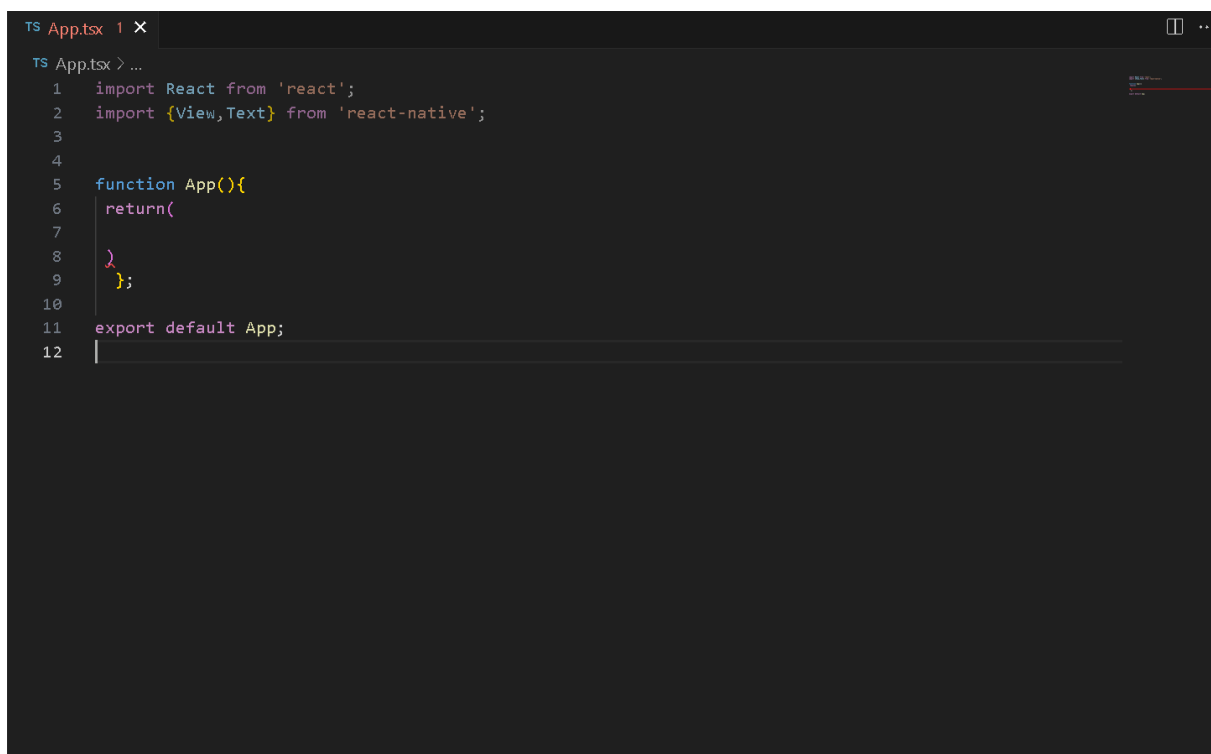 TS App.tsx 1 ×
TS App.tsx > ...
1 import React from 'react';
2 import {View,Text} from 'react-native';
3
4
5 function App(){
6 return(
7
8 )
9 };
10
11 export default App;
12